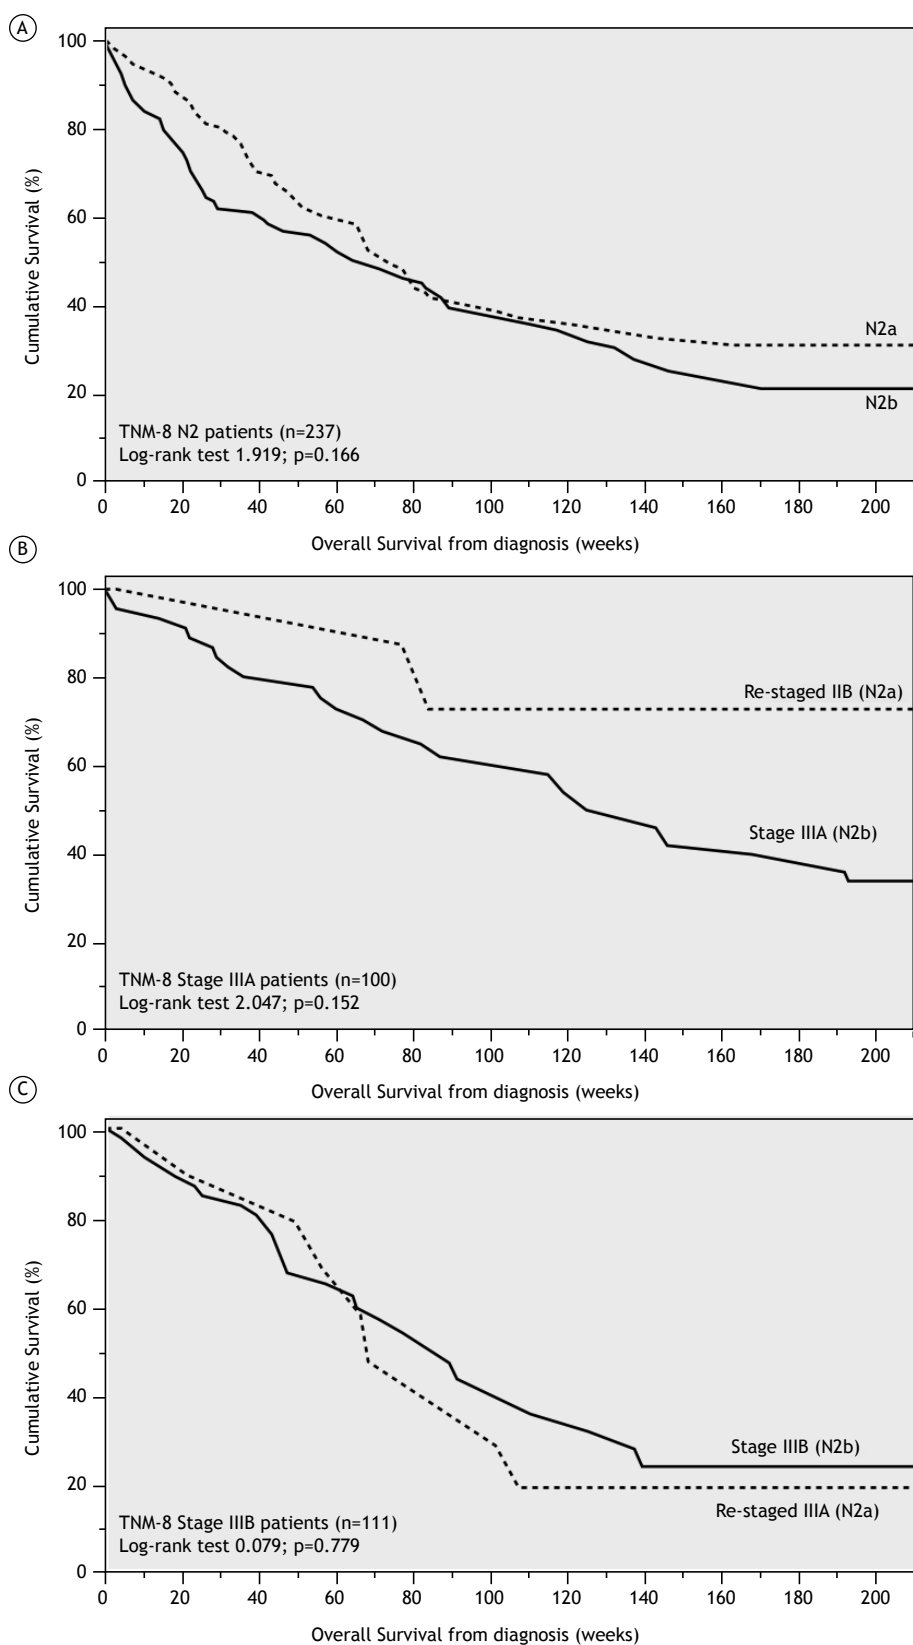 A
Cumulative Survival (%)
100
80
60
40
20
0
N2a
N2b
TNM-8 N2 patients (n=237)
Log-rank test 1.919; p=0.166
0 20 40 60 80 100 120 140 160 180 200
Overall Survival from diagnosis (weeks)
B
Cumulative Survival (%)
100
80
60
40
20
0
Re-staged IIB (N2a)
Stage IIIA (N2b)
TNM-8 Stage IIIA patients (n=100)
Log-rank test 2.047; p=0.152
0 20 40 60 80 100 120 140 160 180 200
Overall Survival from diagnosis (weeks)
C
Cumulative Survival (%)
100
80
60
40
20
0
Stage IIIB (N2b)
Re-staged IIIA (N2a)
TNM-8 Stage IIIB patients (n=111)
Log-rank test 0.079; p=0.779
0 20 40 60 80 100 120 140 160 180 200
Overall Survival from diagnosis (weeks)